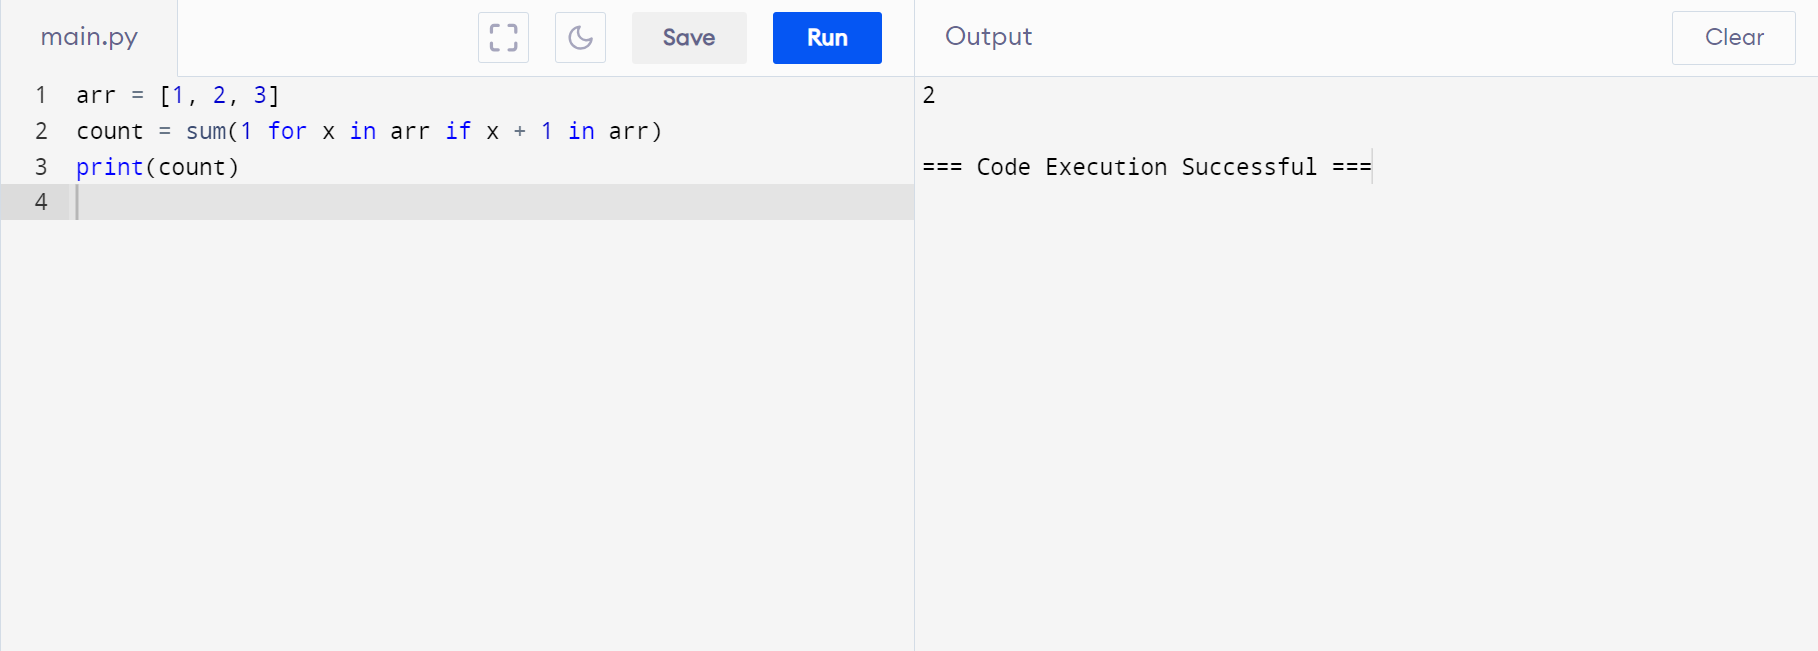 main.py
Save
Run
Output
Clear
1 arr = [1, 2, 3]
2 count = sum(1 for x in arr if x + 1 in arr)
3 print(count)
4
2
=== Code Execution Successful ===